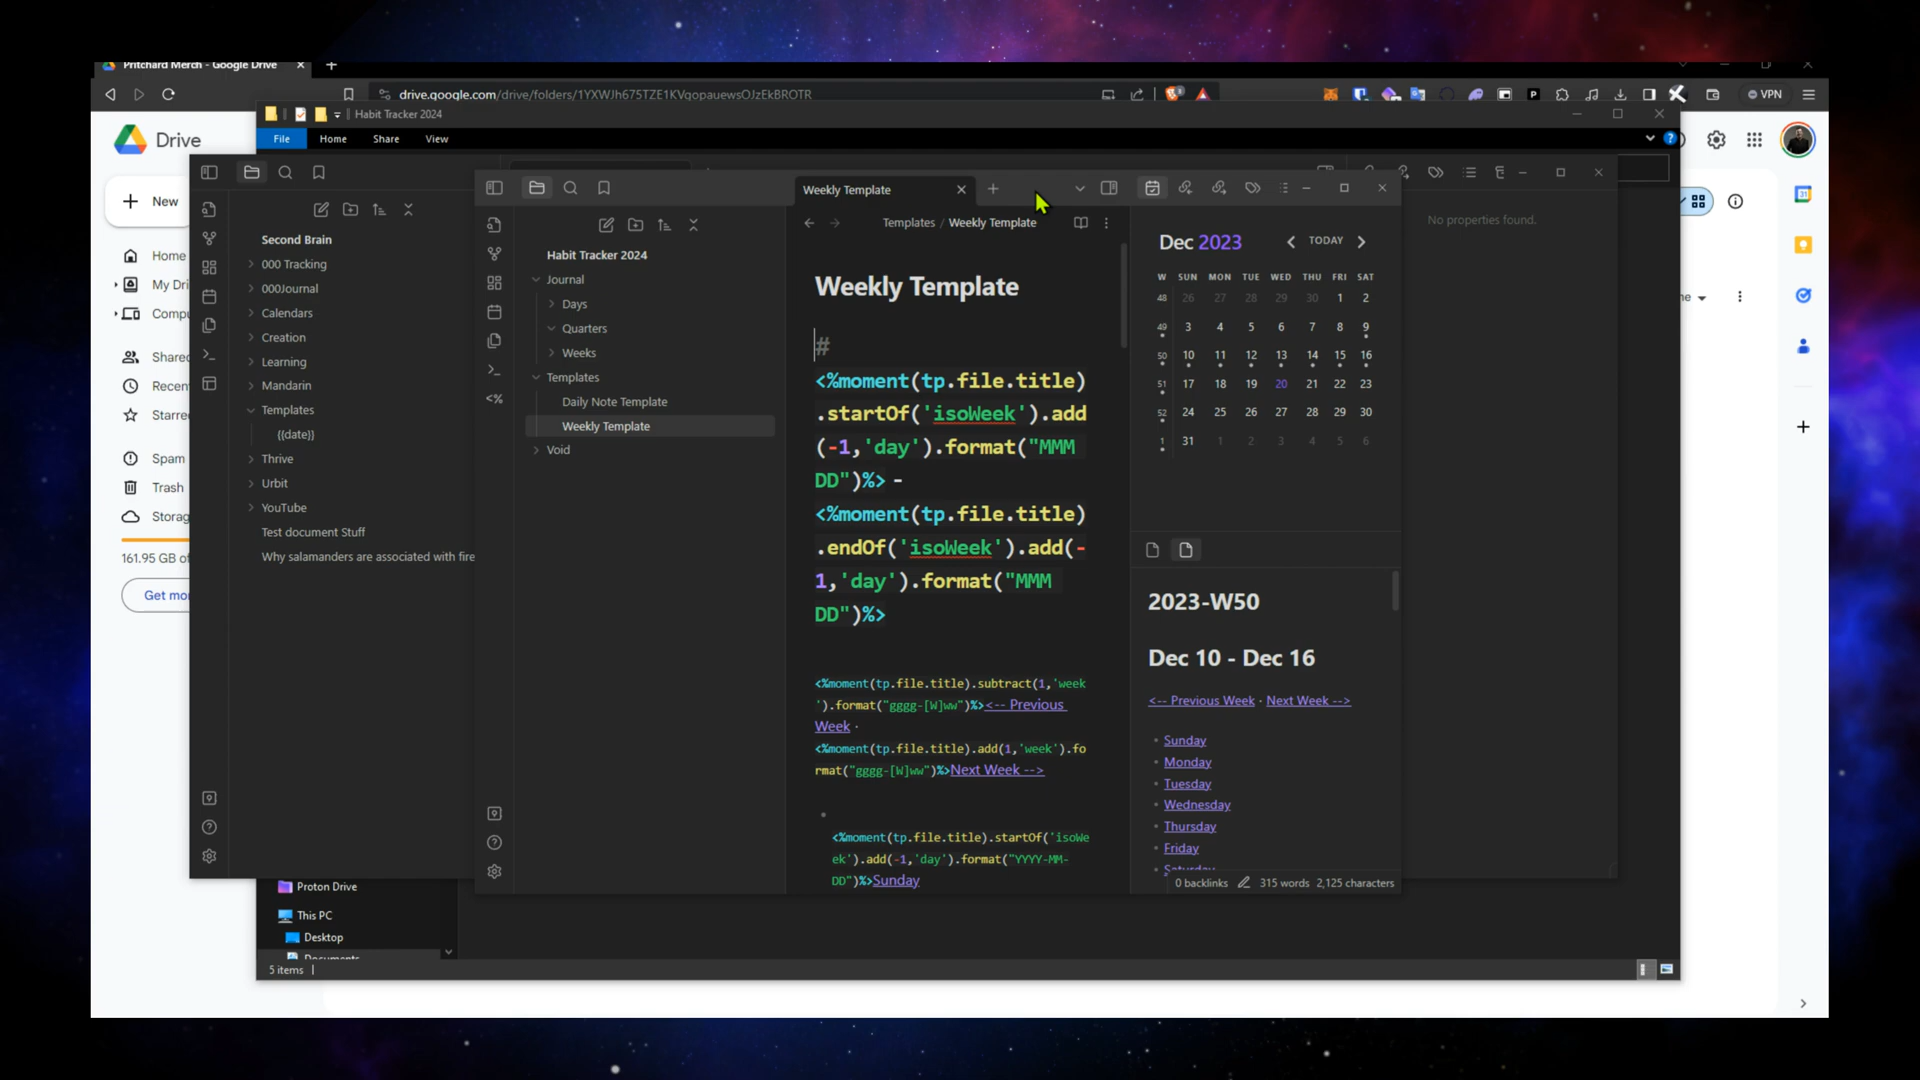 Pritchard Merch - Google Drive
drive.google.com/drive/folders/1YXWJh675TZE1KVqopauewsOJzEkBROTR
VPN
Habit Tracker 2024
File
Home
Share
View
Drive
New
Home
My Dri
Compu
Shared
Recen
Starre
Spam
Trash
Storag
161.95 GB of
Get mo
Second Brain
000 Tracking
000Journal
Calendars
Creation
Learning
Mandarin
Templates
{{date}}
Thrive
Urbit
YouTube
Test document Stuff
Why salamanders are associated with fire
Habit Tracker 2024
Journal
Days
Quarters
Weeks
Templates
Daily Note Template
Weekly Template
Void
Weekly Template
Templates / Weekly Template
Weekly Template
#
<%moment(tp.file.title)
.startOf('isoWeek').add
(-1,'day').format("MMM
DD")%> -
<%moment(tp.file.title)
.endOf('isoWeek').add(-
1,'day').format("MMM
DD")%>
<%moment(tp.file.title).subtract(1,'week
').format("gggg-[W]ww")%><-- Previous
Week ·
<%moment(tp.file.title).add(1,'week').fo
rmat("gggg-[W]ww")%>Next Week -->
<%moment(tp.file.title).startOf('isoWe
ek').add(-1,'day').format("YYYY-MM-
DD")%>Sunday
Dec 2023
TODAY
W SUN MON TUE WED THU FRI SAT
48 26 27 28 29 30 1 2
49 3 4 5 6 7 8 9
50 10 11 12 13 14 15 16
51 17 18 19 20 21 22 23
52 24 25 26 27 28 29 30
1 31 1 2 3 4 5 6
2023-W50
Dec 10 - Dec 16
<-- Previous Week · Next Week -->
Sunday
Monday
Tuesday
Wednesday
Thursday
Friday
Saturday
0 backlinks 315 words 2,125 characters
No properties found.
Proton Drive
This PC
Desktop
Documents
5 items